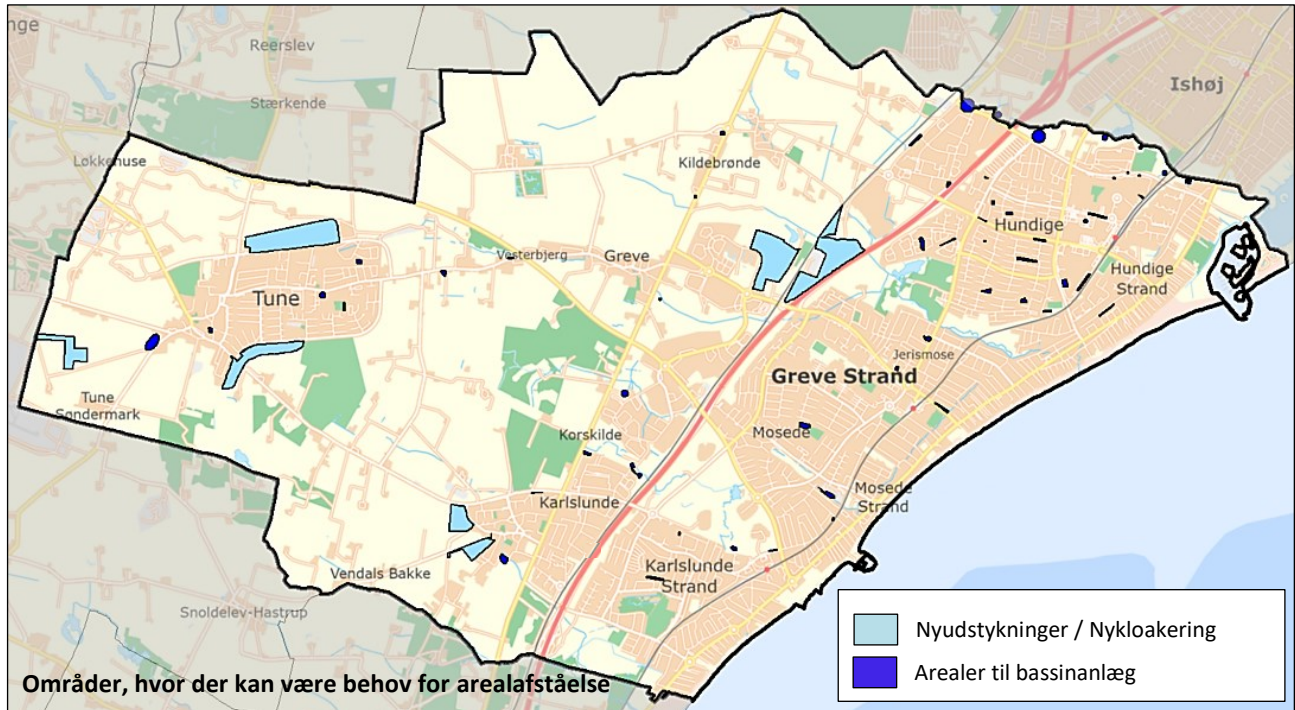 nge
Reerslev
Stærkende
Ishøj
Løkkehuse
Kildebrønde
Hundige
Vesterbjerg
Greve
Tune
Hundige
Strand
Jerismose
Greve Strand
Tune
Søndermark
Mosede
Korskilde
Mosede
Strand
Karlslunde
Karlslunde
Strand
Vendals Bakke
Snoldelev-Hastrup
Nyudstykninger / Nykloakering
Arealer til bassinanlæg
Områder, hvor der kan være behov for arealafståelse